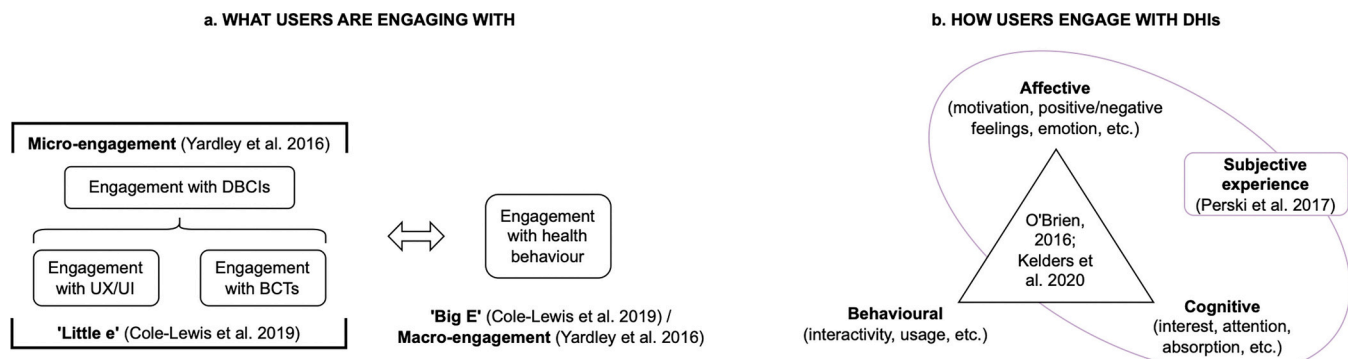 a. WHAT USERS ARE ENGAGING WITH
Micro-engagement (Yardley et al. 2016)
Engagement with DBCIs
Engagement
with UX/UI
Engagement
with BCTs
'Little e' (Cole-Lewis et al. 2019)
Engagement
with health
behaviour
'Big E' (Cole-Lewis et al. 2019) /
Macro-engagement (Yardley et al. 2016)
b. HOW USERS ENGAGE WITH DHIs
Affective
(motivation, positive/negative
feelings, emotion, etc.)
Subjective
experience
(Perski et al. 2017)
O'Brien,
2016;
Kelders et
al. 2020
Behavioural
(interactivity, usage, etc.)
Cognitive
(interest, attention,
absorption, etc.)